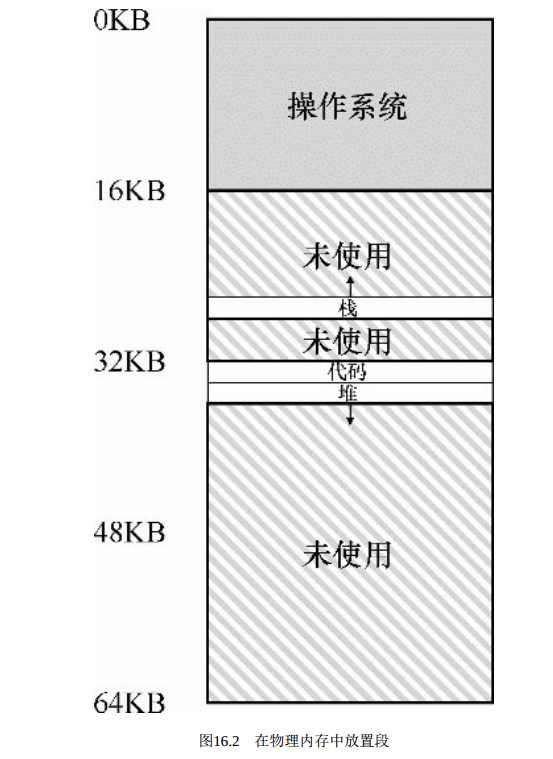 0KB
操作系统
16KB
未使用
栈
未使用
32KB
代码
堆
48KB
未使用
64KB
图16.2 在物理内存中放置段